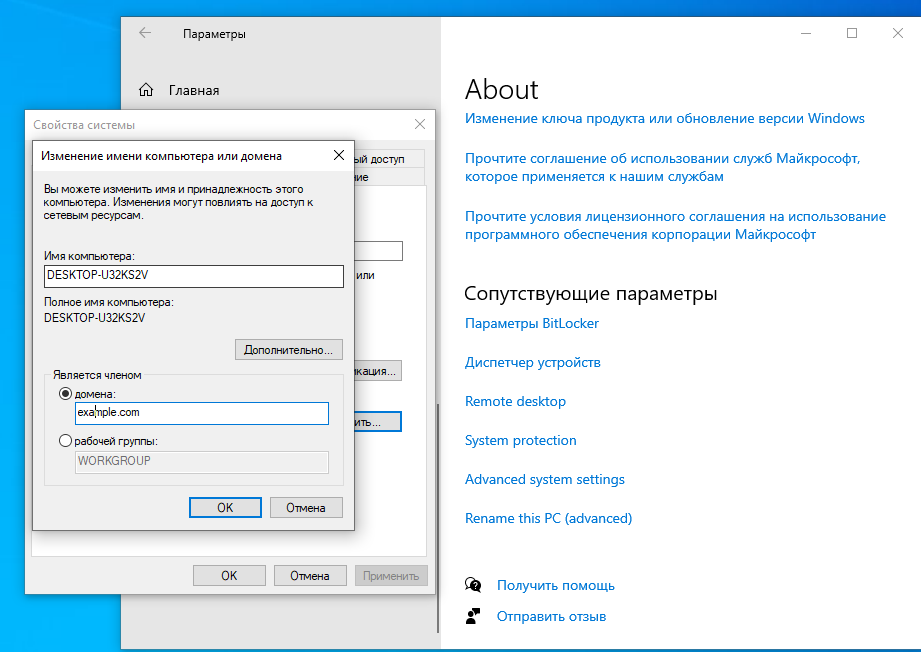 Параметры
Главная
About
Изменение ключа продукта или обновление версии Windows
Прочтите соглашение об использовании служб Майкрософт,
которое применяется к нашим службам
Прочтите условия лицензионного соглашения на использование
программного обеспечения корпорации Майкрософт
Сопутствующие параметры
Параметры BitLocker
Диспетчер устройств
Remote desktop
System protection
Advanced system settings
Rename this PC (advanced)
Получить помощь
Отправить отзыв
Свойства системы
ый доступ
ние
или
кация...
ить...
OK
Отмена
Применить
Изменение имени компьютера или домена
Вы можете изменить имя и принадлежность этого
компьютера. Изменения могут повлиять на доступ к
сетевым ресурсам.
Имя компьютера:
DESKTOP-U32KS2V
Полное имя компьютера:
DESKTOP-U32KS2V
Дополнительно...
Является членом
домена:
example.com
рабочей группы:
WORKGROUP
OK
Отмена